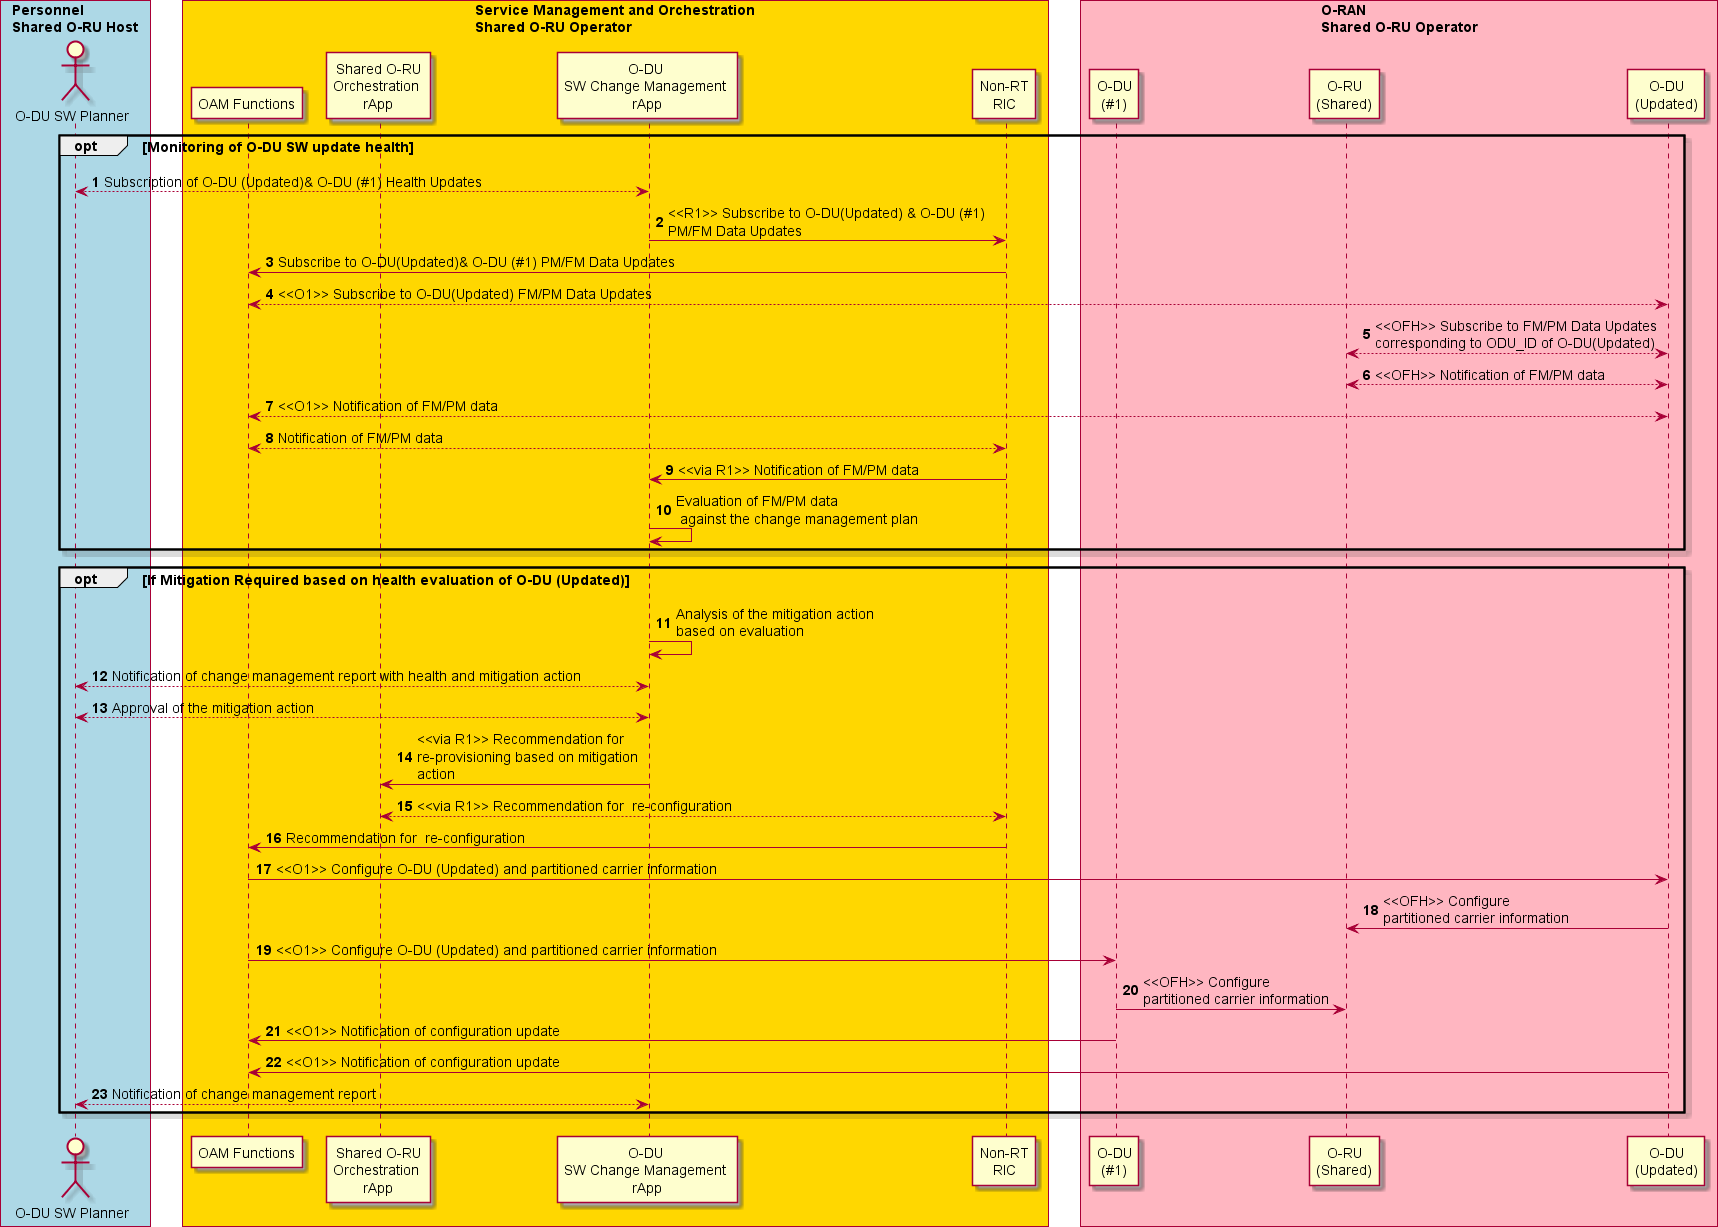 Personnel
Shared O-RU Host
Service Management and Orchestration
Shared O-RU Operator
O-RAN
Shared O-RU Operator
O-DU SW Planner
OAM Functions
Shared O-RU
Orchestration
rApp
O-DU
SW Change Management
rApp
Non-RT
RIC
O-DU
(#1)
O-RU
(Shared)
O-DU
(Updated)
opt [Monitoring of O-DU SW update health]
1 Subscription of O-DU (Updated)& O-DU (#1) Health Updates
2 <<R1>> Subscribe to O-DU(Updated) & O-DU (#1)
PM/FM Data Updates
3 Subscribe to O-DU(Updated)& O-DU (#1) PM/FM Data Updates
4 <<O1>> Subscribe to O-DU(Updated) FM/PM Data Updates
5 <<OFH>> Subscribe to FM/PM Data Updates
corresponding to ODU_ID of O-DU(Updated)
6 <<OFH>> Notification of FM/PM data
7 <<O1>> Notification of FM/PM data
8 Notification of FM/PM data
9 <<via R1>> Notification of FM/PM data
10 Evaluation of FM/PM data
against the change management plan
opt [If Mitigation Required based on health evaluation of O-DU (Updated)]
11 Analysis of the mitigation action
based on evaluation
12 Notification of change management report with health and mitigation action
13 Approval of the mitigation action
14 <<via R1>> Recommendation for
re-provisioning based on mitigation
action
15 <<via R1>> Recommendation for  re-configuration
16 Recommendation for  re-configuration
17 <<O1>> Configure O-DU (Updated) and partitioned carrier information
18 <<OFH>> Configure
partitioned carrier information
19 <<O1>> Configure O-DU (Updated) and partitioned carrier information
20 <<OFH>> Configure
partitioned carrier information
21 <<O1>> Notification of configuration update
22 <<O1>> Notification of configuration update
23 Notification of change management report
O-DU SW Planner
OAM Functions
Shared O-RU
Orchestration
rApp
O-DU
SW Change Management
rApp
Non-RT
RIC
O-DU
(#1)
O-RU
(Shared)
O-DU
(Updated)